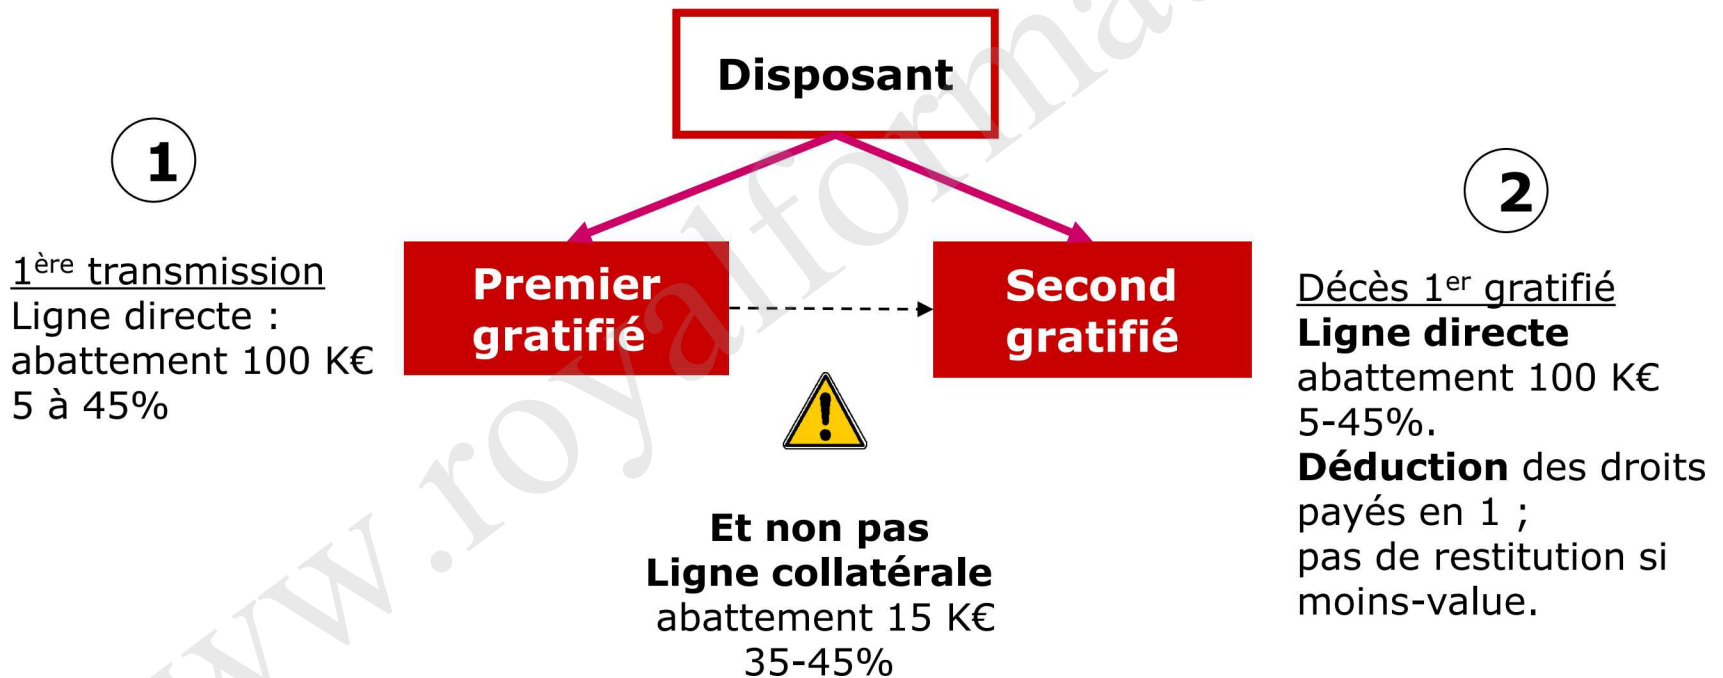 Disposant
1
1ère transmission
Ligne directe :
abattement 100 K€
5 à 45%
Premier
gratifié
Second
gratifié
Et non pas
Ligne collatérale
abattement 15 K€
35-45%
2
Décès 1er gratifié
Ligne directe
abattement 100 K€
5-45%.
Déduction des droits
payés en 1 ;
pas de restitution si
moins-value.